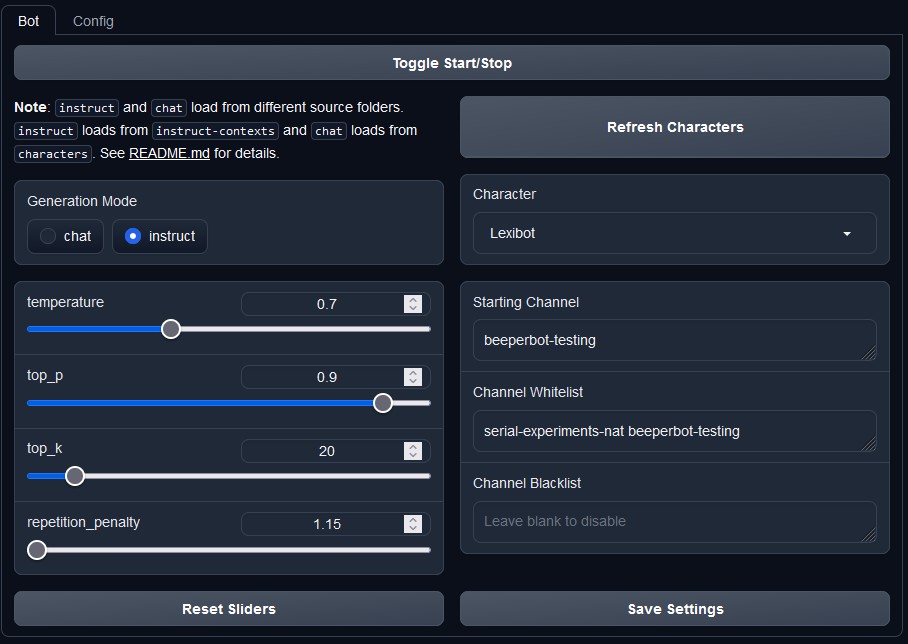 Bot
Config
Toggle Start/Stop
Note: instruct and chat load from different source folders.
instruct loads from instruct-contexts and chat loads from
characters. See README.md for details.
Refresh Characters
Generation Mode
chat
instruct
Character
Lexibot
temperature
0.7
top_p
0.9
top_k
20
repetition_penalty
1.15
Starting Channel
beeperbot-testing
Channel Whitelist
serial-experiments-nat beeperbot-testing
Channel Blacklist
Leave blank to disable
Reset Sliders
Save Settings